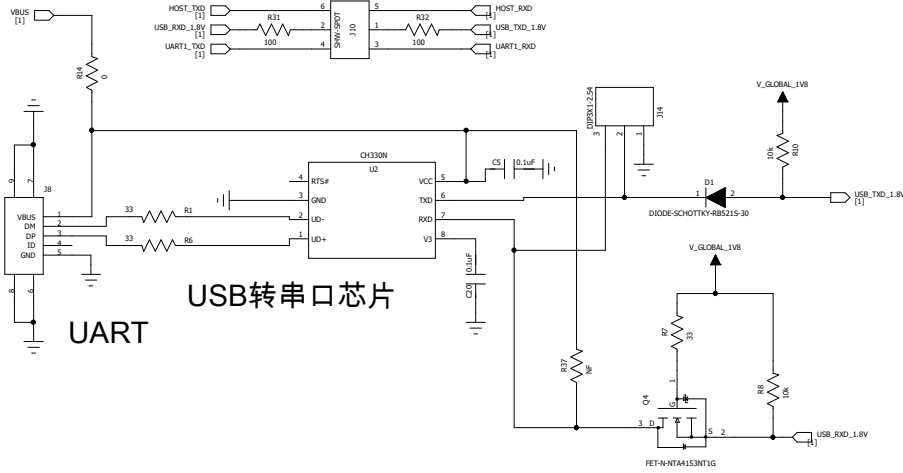 VBUS
[1]
R14
0
HOST_TXD
[1]
USB_RXD_1.8V
[1]
UART1_TXD
[1]
R31
100
6
2
4
SHW-SPDT
J10
5
1
3
R32
100
HOST_RXD
[1]
USB_TXD_1.8V
[1]
UART1_RXD
[1]
DIP3X1-2.54
J14
3
2
1
V_GLOBAL_1V8
10k
R10
USB_TXD_1.8V
[1]
D1
1
2
DIODE-SCHOTTKY-RB521S-30
CH330N
U2
4
RTS#
3
GND
2
UD-
1
UD+
VCC
5
TXD
6
RXD
7
V3
8
C5
0.1uF
0.1uF
C20
9
7
J8
VBUS
1
DM
2
DP
3
ID
4
GND
5
8
6
33
R1
33
R6
USB转串口芯片
UART
R37
NF
V_GLOBAL_1V8
R7
33
R8
10k
1
Q4
G
3
D
S
2
USB_RXD_1.8V
[1]
FET-N-NTA4153NT1G